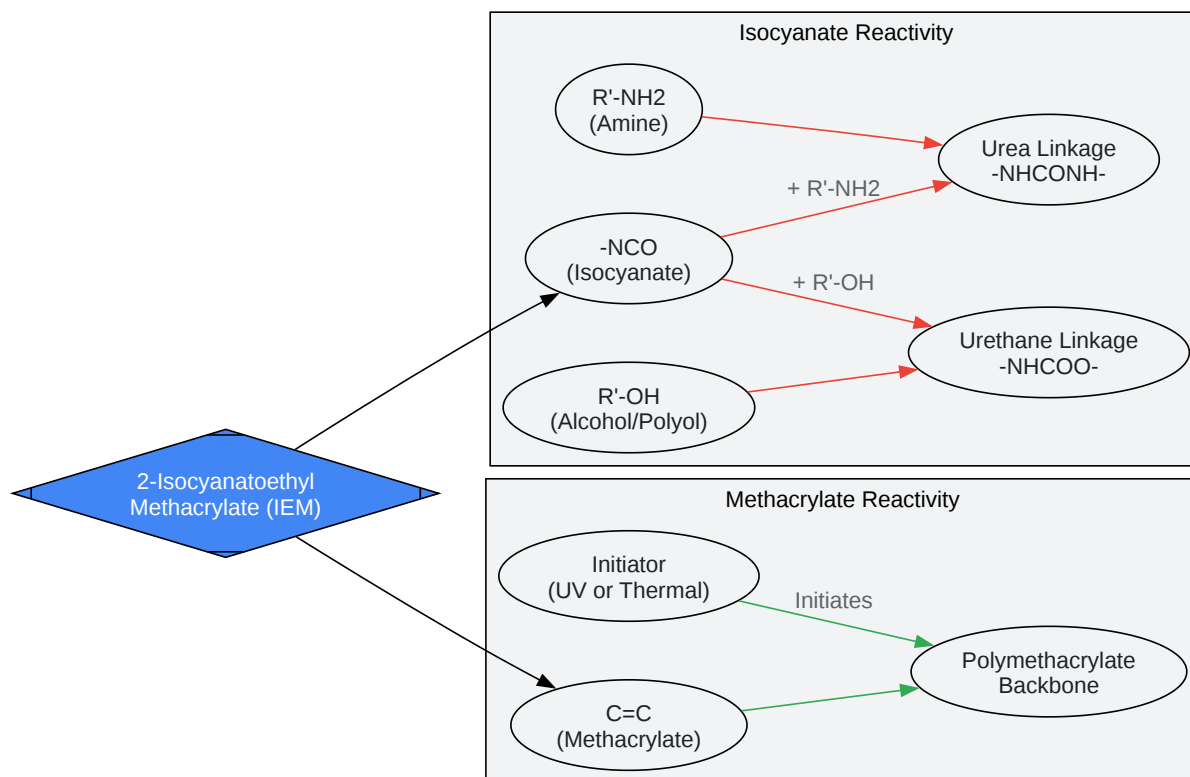 Isocyanate Reactivity
R'-NH2
(Amine)
Urea Linkage
-NHCONH-
+ R'-NH2
-NCO
(Isocyanate)
+ R'-OH
Urethane Linkage
-NHCOO-
R'-OH
(Alcohol/Polyol)
2-Isocyanatoethyl
Methacrylate (IEM)
Methacrylate Reactivity
Initiator
(UV or Thermal)
Initiates
Polymethacrylate
Backbone
C=C
(Methacrylate)